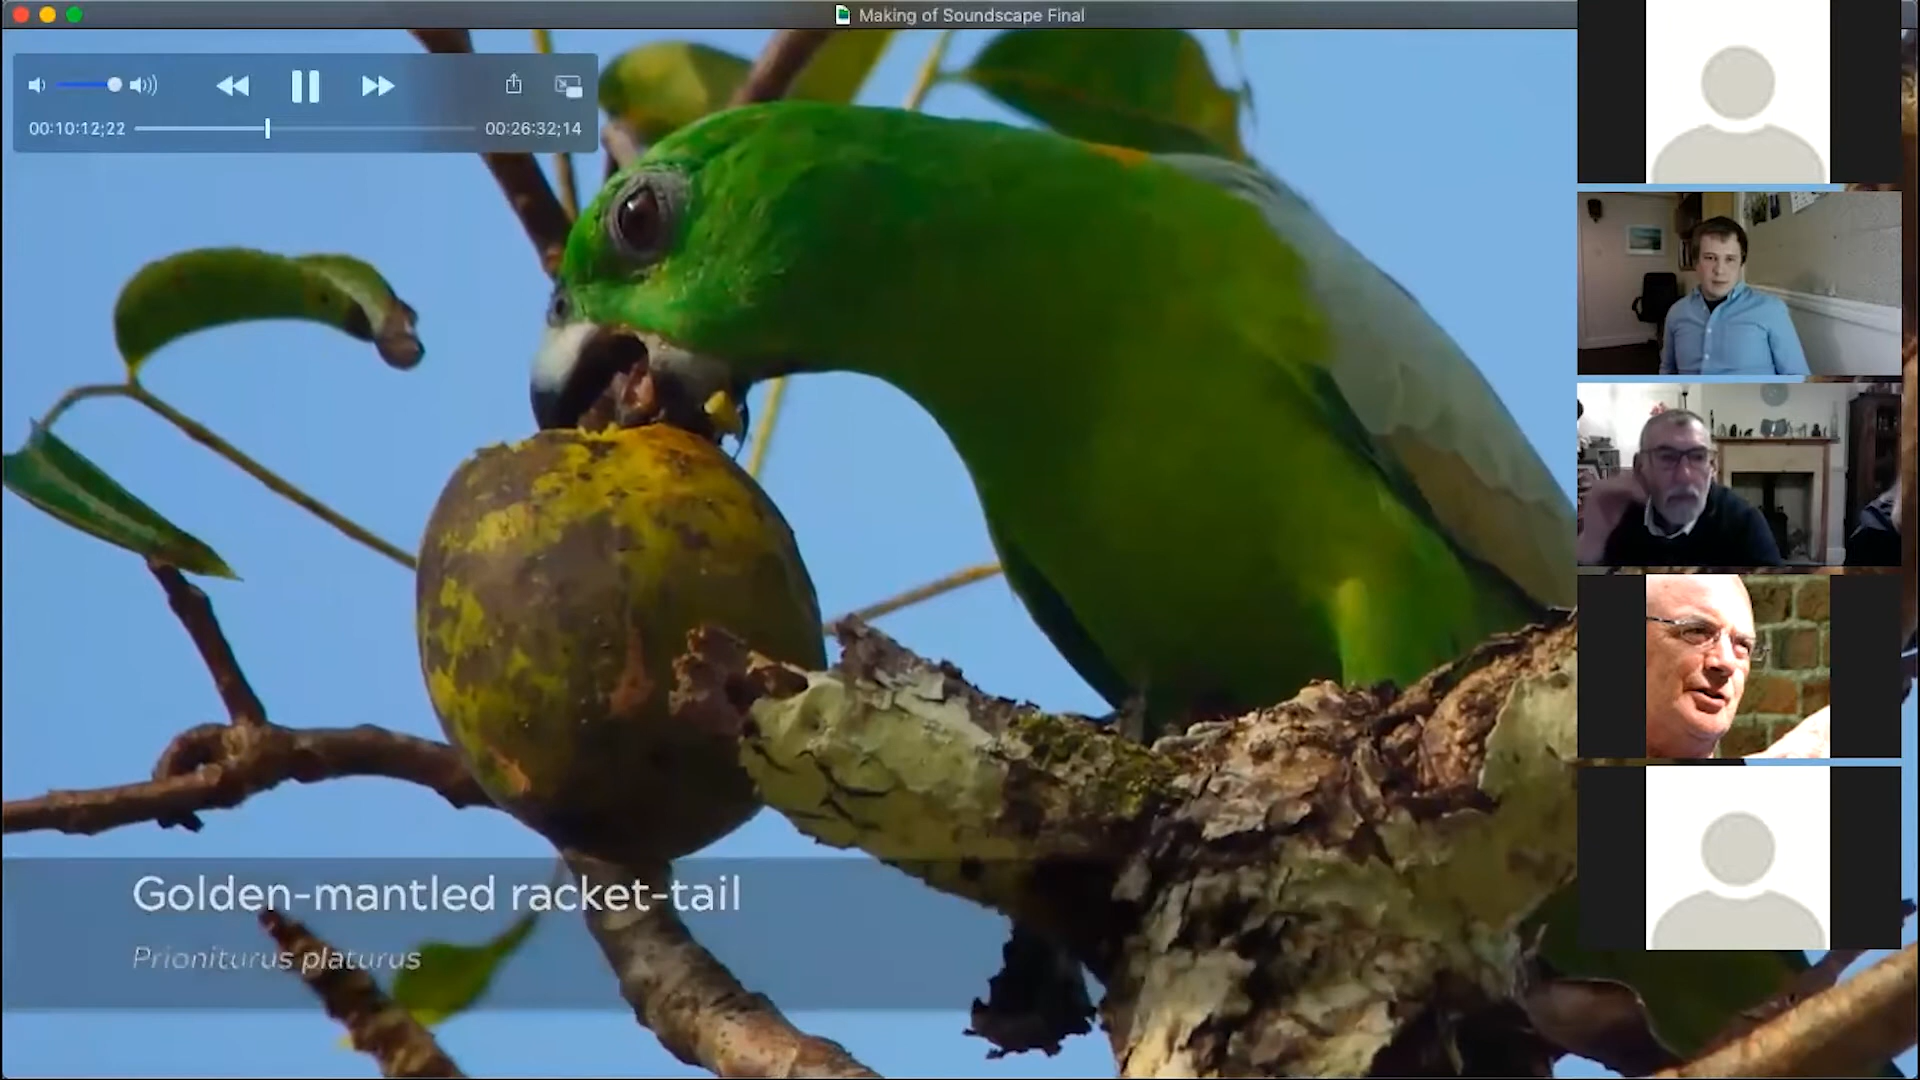 Making of Soundscape Final
00:10:12;22
00:26:32;14
Golden-mantled racket-tail
Prioniturus platurus